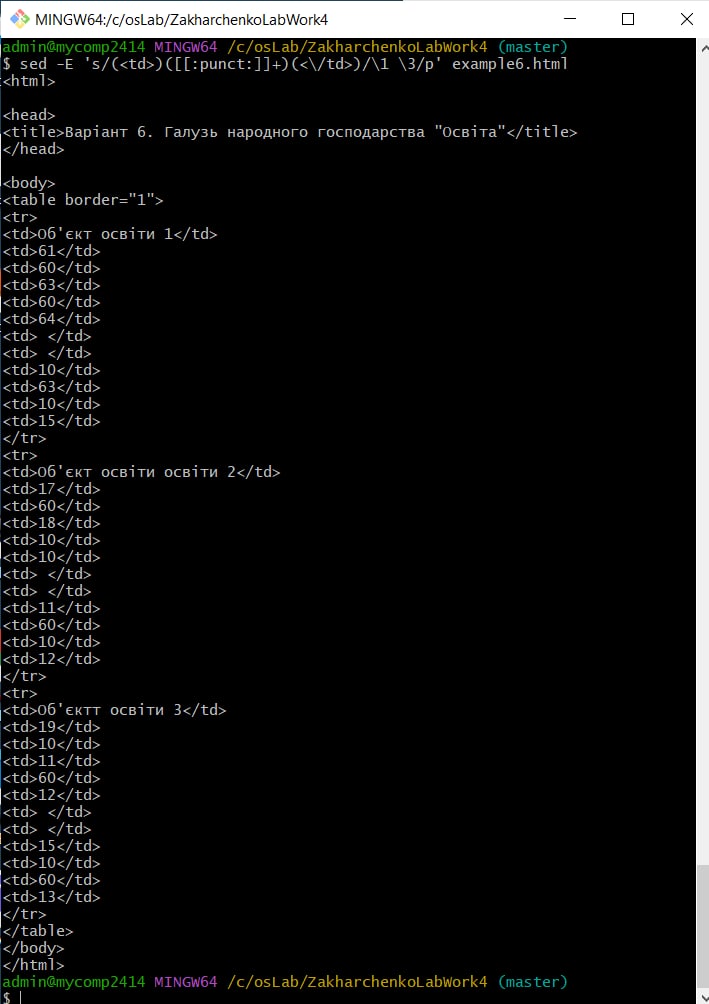 MINGW64:/c/osLab/ZakharchenkoLabWork4
admin@mycomp2414 MINGW64 /c/osLab/ZakharchenkoLabWork4 (master)
$ sed -E 's/(<td>)([[:punct:]]+)(<\/td>)/\1 \3/p' example6.html
<html>
<head>
<title>Варіант 6. Галузь народного господарства "Освіта"</title>
</head>
<body>
<table border="1">
<tr>
<td>Об'єкт освіти 1</td>
<td>61</td>
<td>60</td>
<td>63</td>
<td>60</td>
<td>64</td>
<td> </td>
<td> </td>
<td>10</td>
<td>63</td>
<td>10</td>
<td>15</td>
</tr>
<tr>
<td>Об'єкт освіти освіти 2</td>
<td>17</td>
<td>60</td>
<td>18</td>
<td>10</td>
<td>10</td>
<td> </td>
<td> </td>
<td>11</td>
<td>60</td>
<td>10</td>
<td>12</td>
</tr>
<tr>
<td>Об'єктт освіти 3</td>
<td>19</td>
<td>10</td>
<td>11</td>
<td>60</td>
<td>12</td>
<td> </td>
<td> </td>
<td>15</td>
<td>10</td>
<td>60</td>
<td>13</td>
</tr>
</table>
</body>
</html>
admin@mycomp2414 MINGW64 /c/osLab/ZakharchenkoLabWork4 (master)
$